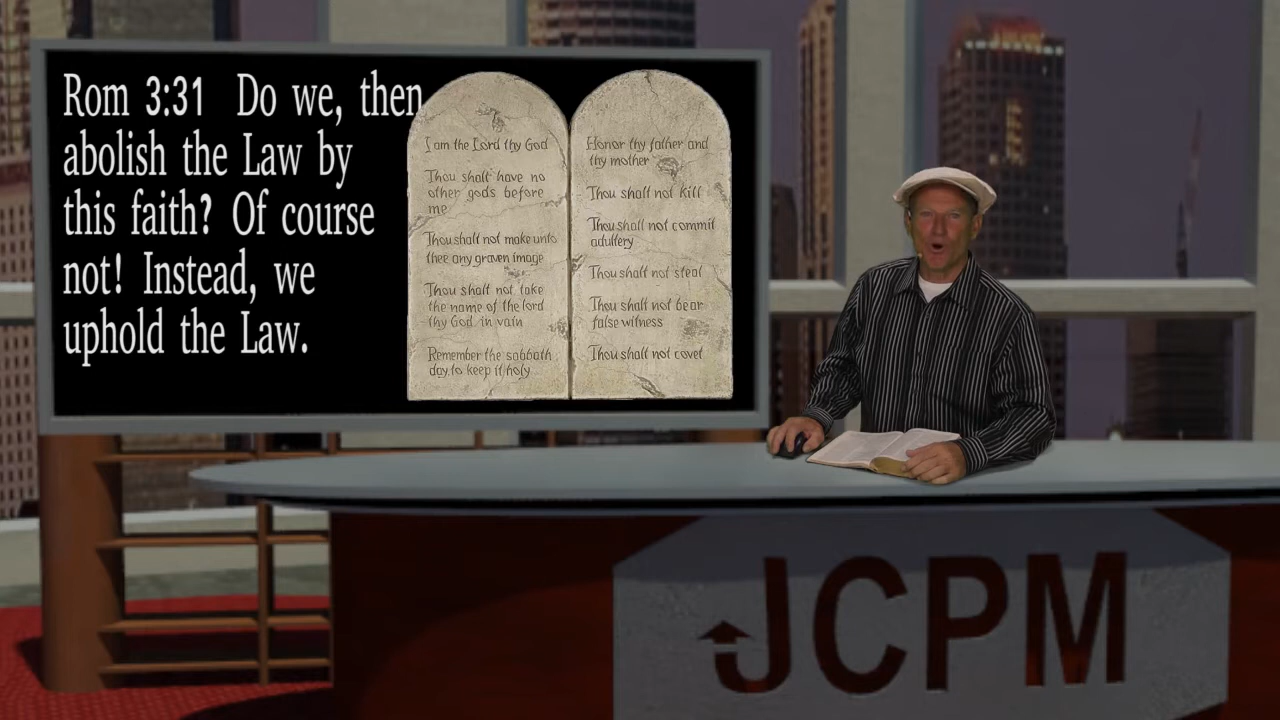 Rom 3:31 Do we, then,
abolish the Law by
this faith? Of course
not! Instead, we
uphold the Law.
I am the Lord thy God
Thou shalt have no
other gods before
me
Thou shalt not make unto
thee any graven image
Thou shalt not take
the name of the lord
thy God in vain
Remember the sabbath
day, to keep it holy
Honor thy father and
thy mother
Thou shall not kill
Thou shall not commit
adultery
Thou shalt not steal
Thou shall not bear
false witness
Thou shalt not covet
JCPM